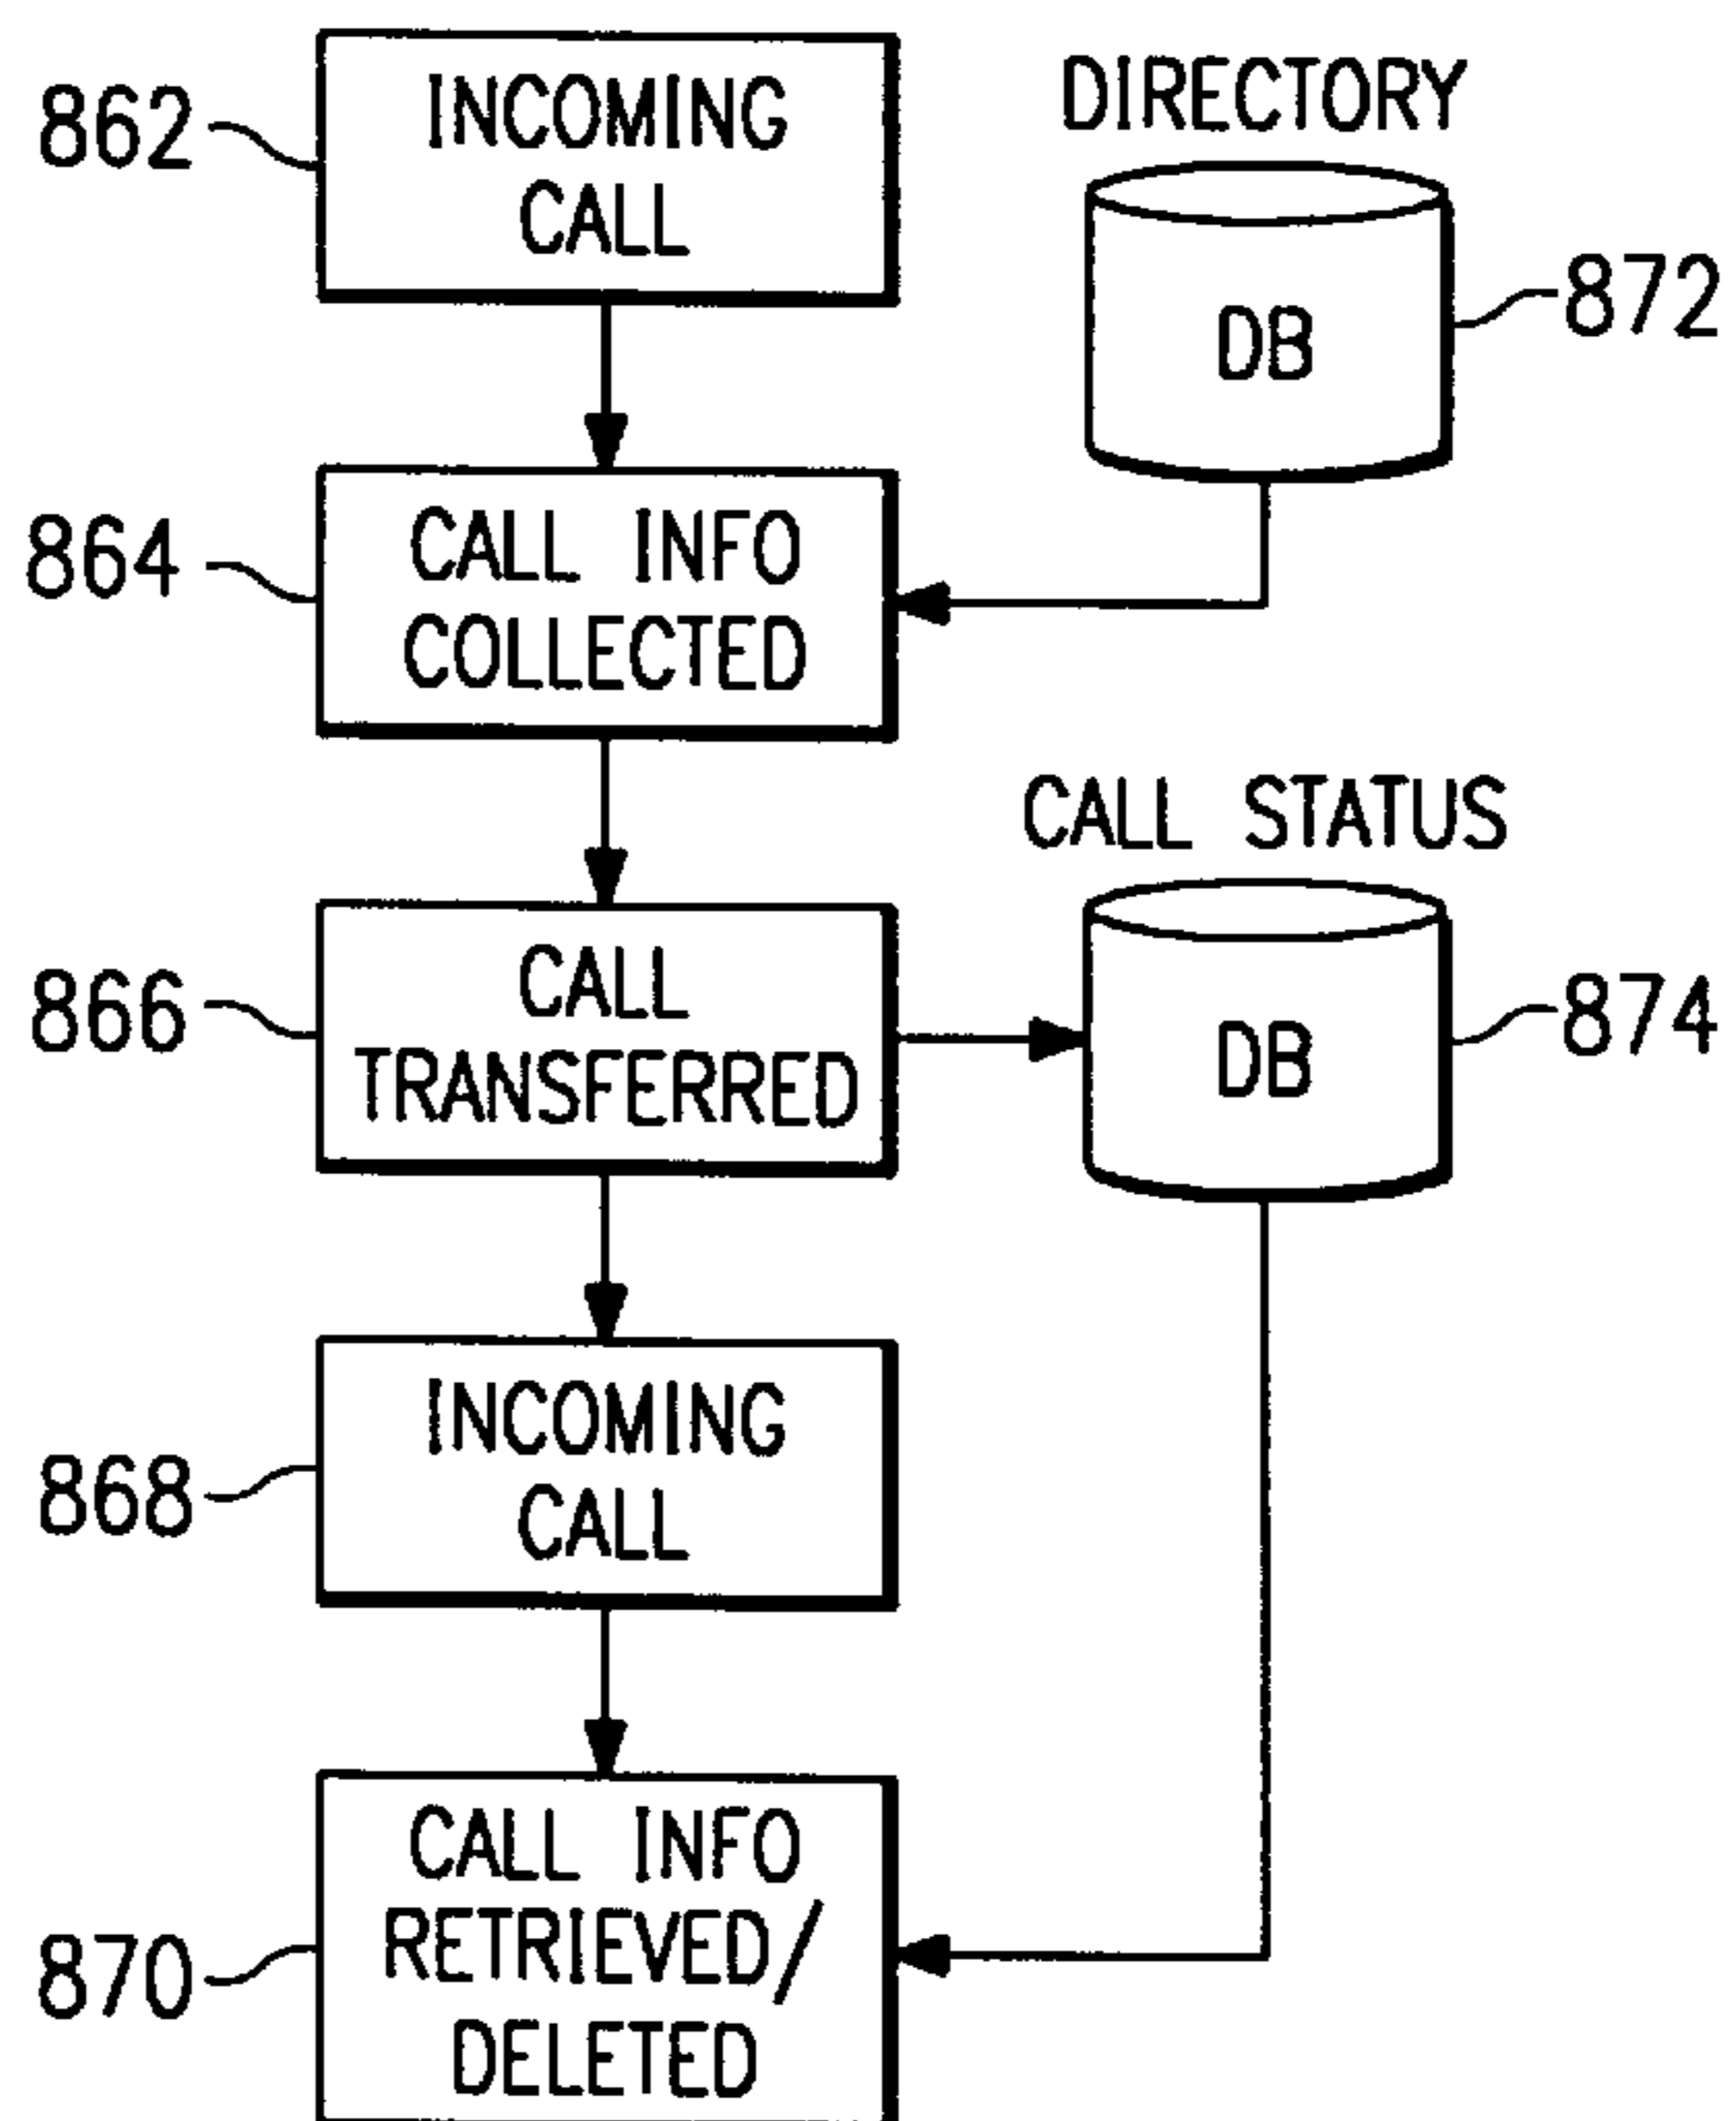 862
INCOMING
CALL
DIRECTORY
DB
872
864
CALL INFO
COLLECTED
CALL STATUS
866
CALL
TRANSFERRED
DB
874
868
INCOMING
CALL
870
CALL INFO
RETRIEVED/
DELETED